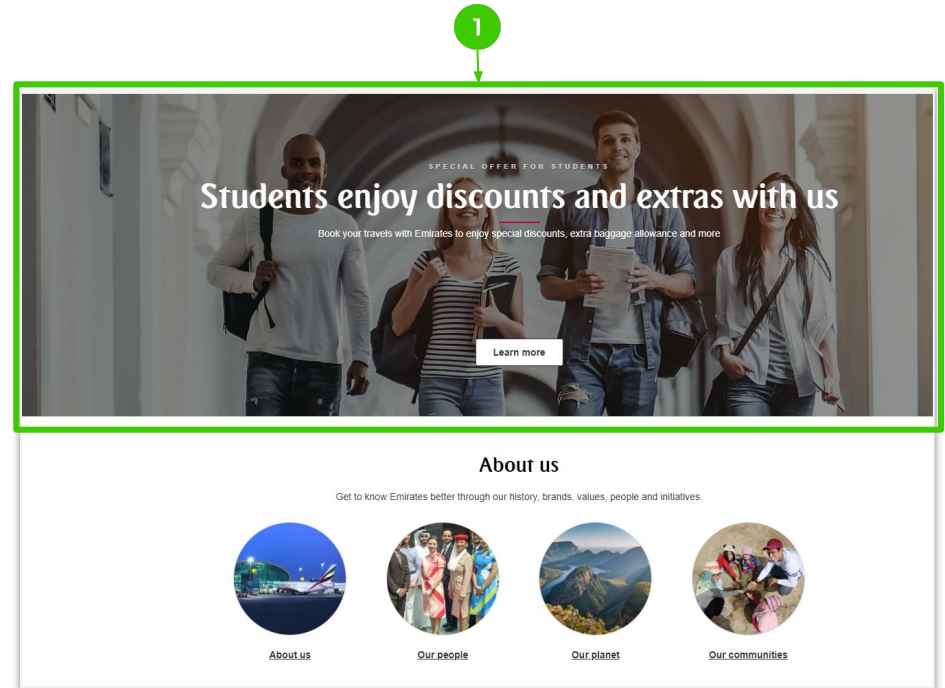 1
SPECIAL OFFER FOR STUDENTS
Students enjoy discounts and extras with us
Book your travels with Emirates to enjoy special discounts, extra baggage allowance and more
Learn more
About us
Get to know Emirates better through our history, brands, values, people and initiatives.
About us
Our people
Our planet
Our communities